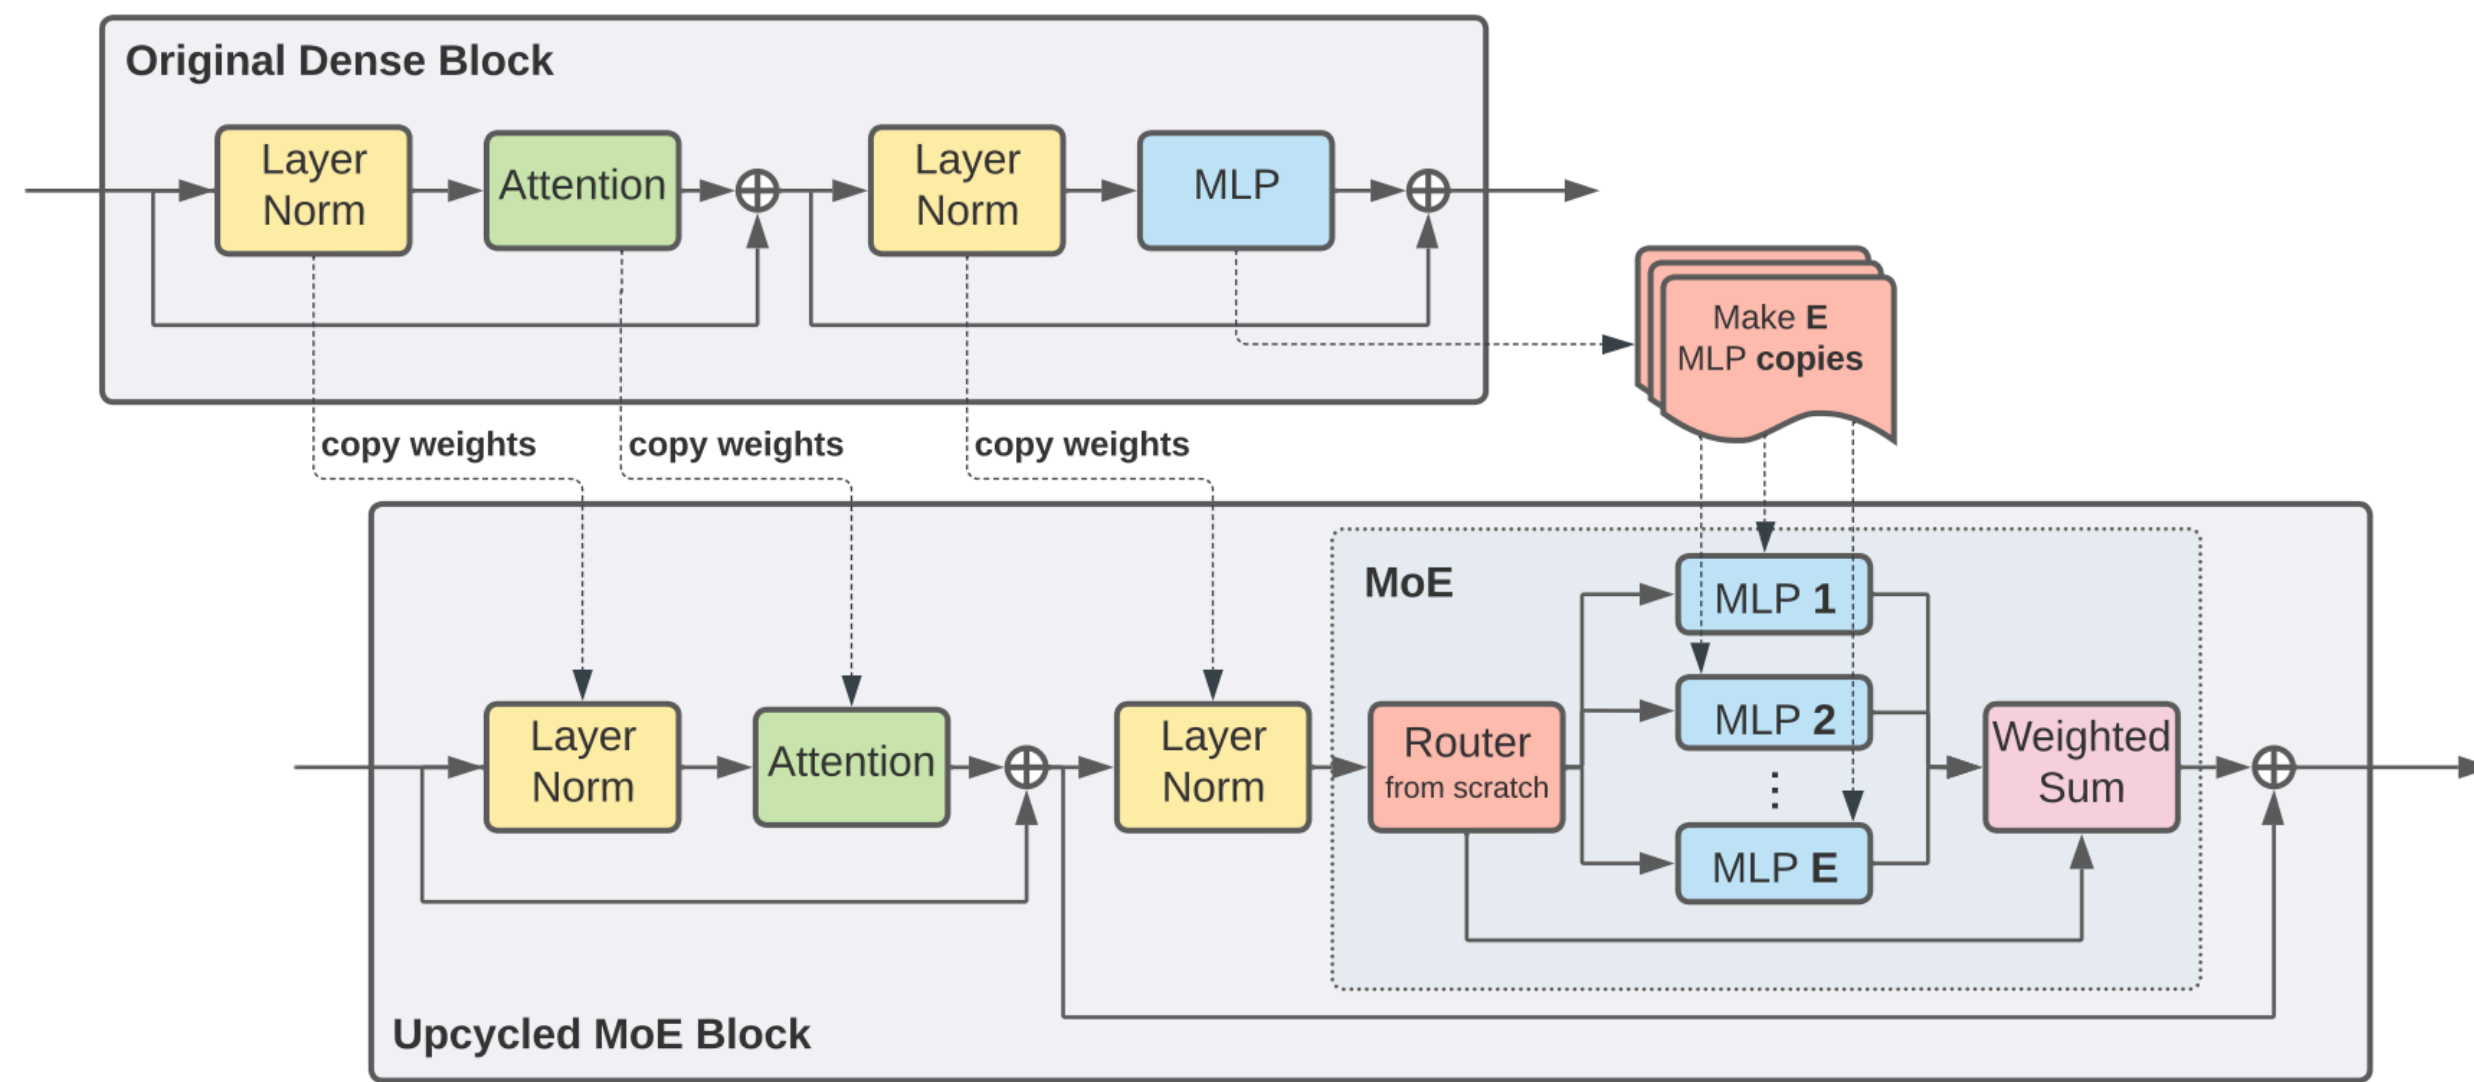 Original Dense Block
Layer
Norm
Attention
Layer
Norm
MLP
Make E
MLP copies
copy weights
copy weights
copy weights
MoE
MLP 1
MLP 2
MLP E
Layer
Norm
Attention
Layer
Norm
Router
from scratch
Weighted
Sum
Upcycled MoE Block